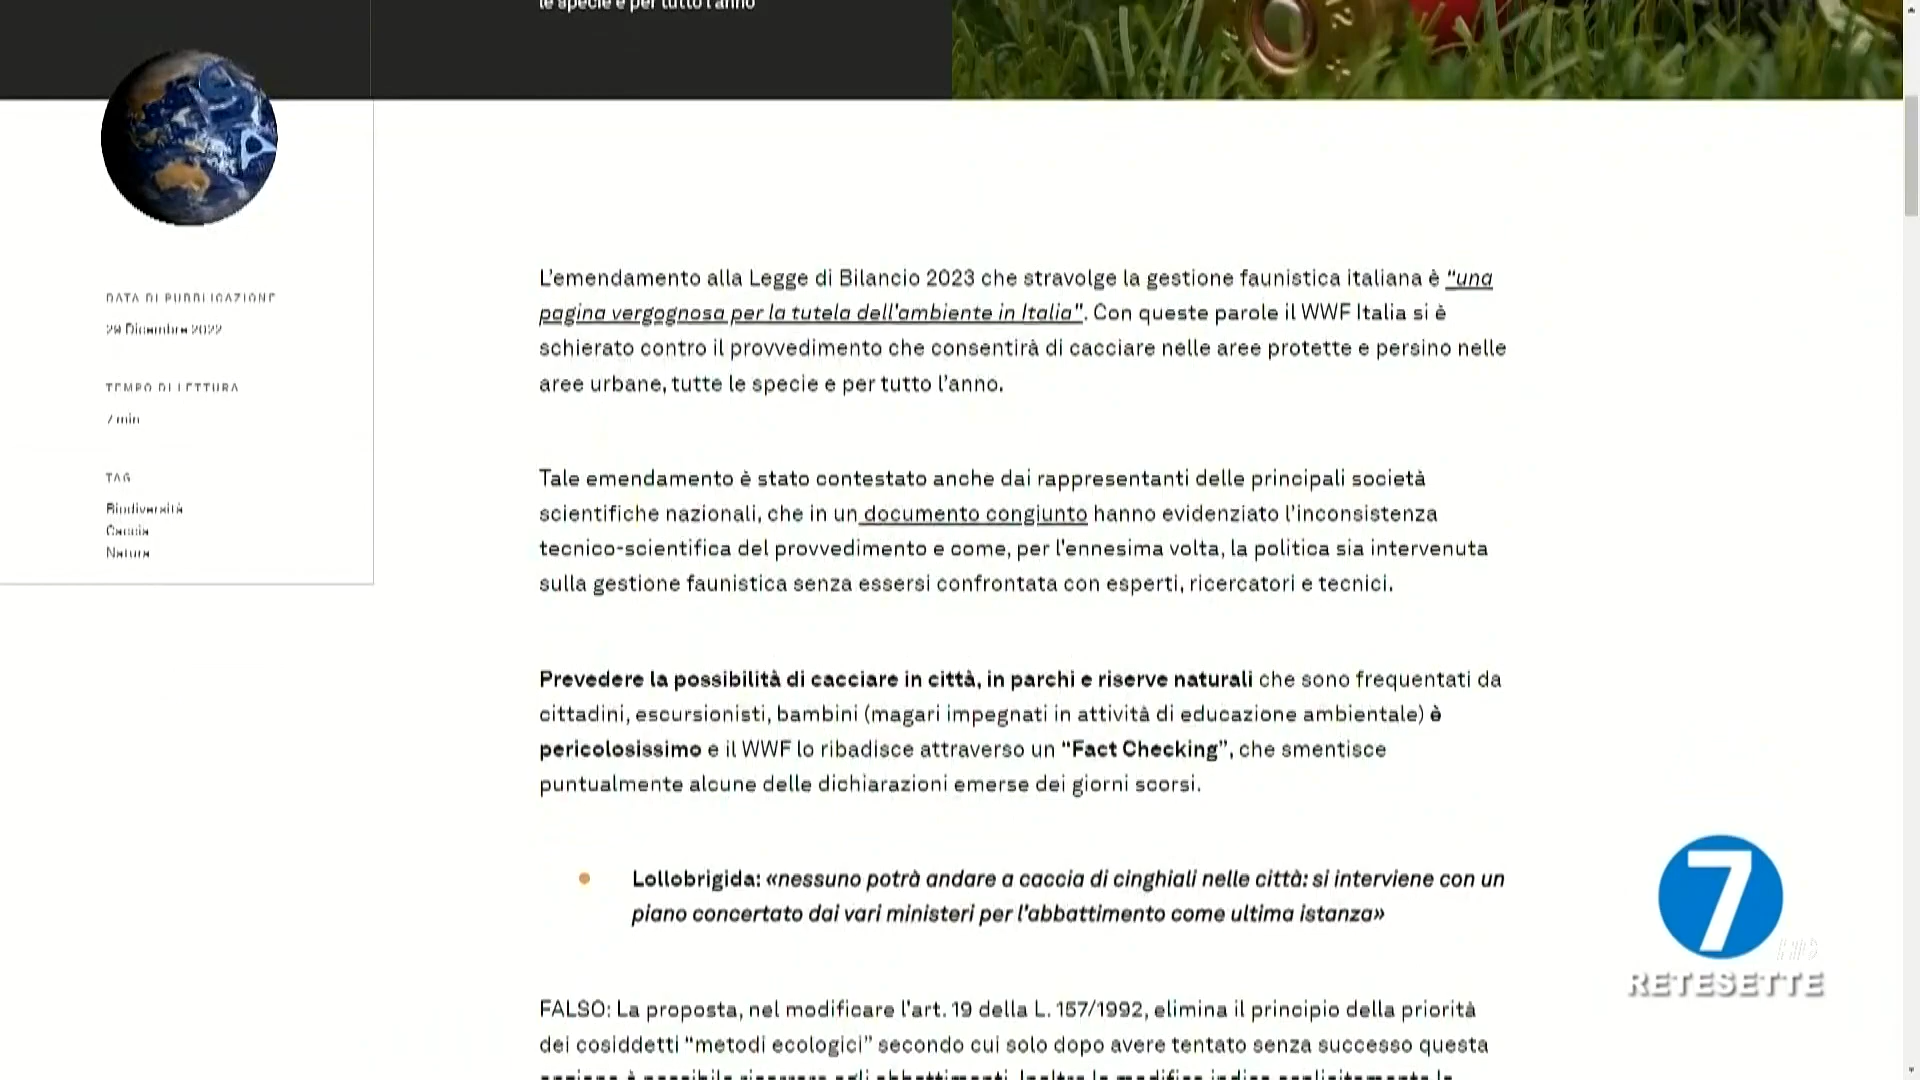 le specie e per tutto l'anno
DATA DI PUBBLICAZIONE
29 Dicembre 2022
TEMPO DI LETTURA
7 min
TAG
Biodiversità
Caccia
Natura
L'emendamento alla Legge di Bilancio 2023 che stravolge la gestione faunistica italiana è “una
pagina vergognosa per la tutela dell'ambiente in Italia”. Con queste parole il WWF Italia si è
schierato contro il provvedimento che consentirà di cacciare nelle aree protette e persino nelle
aree urbane, tutte le specie e per tutto l'anno.
Tale emendamento è stato contestato anche dai rappresentanti delle principali società
scientifiche nazionali, che in un documento congiunto hanno evidenziato l'inconsistenza
tecnico-scientifica del provvedimento e come, per l'ennesima volta, la politica sia intervenuta
sulla gestione faunistica senza essersi confrontata con esperti, ricercatori e tecnici.
Prevedere la possibilità di cacciare in città, in parchi e riserve naturali che sono frequentati da
cittadini, escursionisti, bambini (magari impegnati in attività di educazione ambientale) è
pericolosissimo e il WWF lo ribadisce attraverso un “Fact Checking”, che smentisce
puntualmente alcune delle dichiarazioni emerse dei giorni scorsi.
Lollobrigida: «nessuno potrà andare a caccia di cinghiali nelle città: si interviene con un
piano concertato dai vari ministeri per l'abbattimento come ultima istanza»
FALSO: La proposta, nel modificare l'art. 19 della L. 157/1992, elimina il principio della priorità
dei cosiddetti “metodi ecologici” secondo cui solo dopo avere tentato senza successo questa
7
RETESETTE